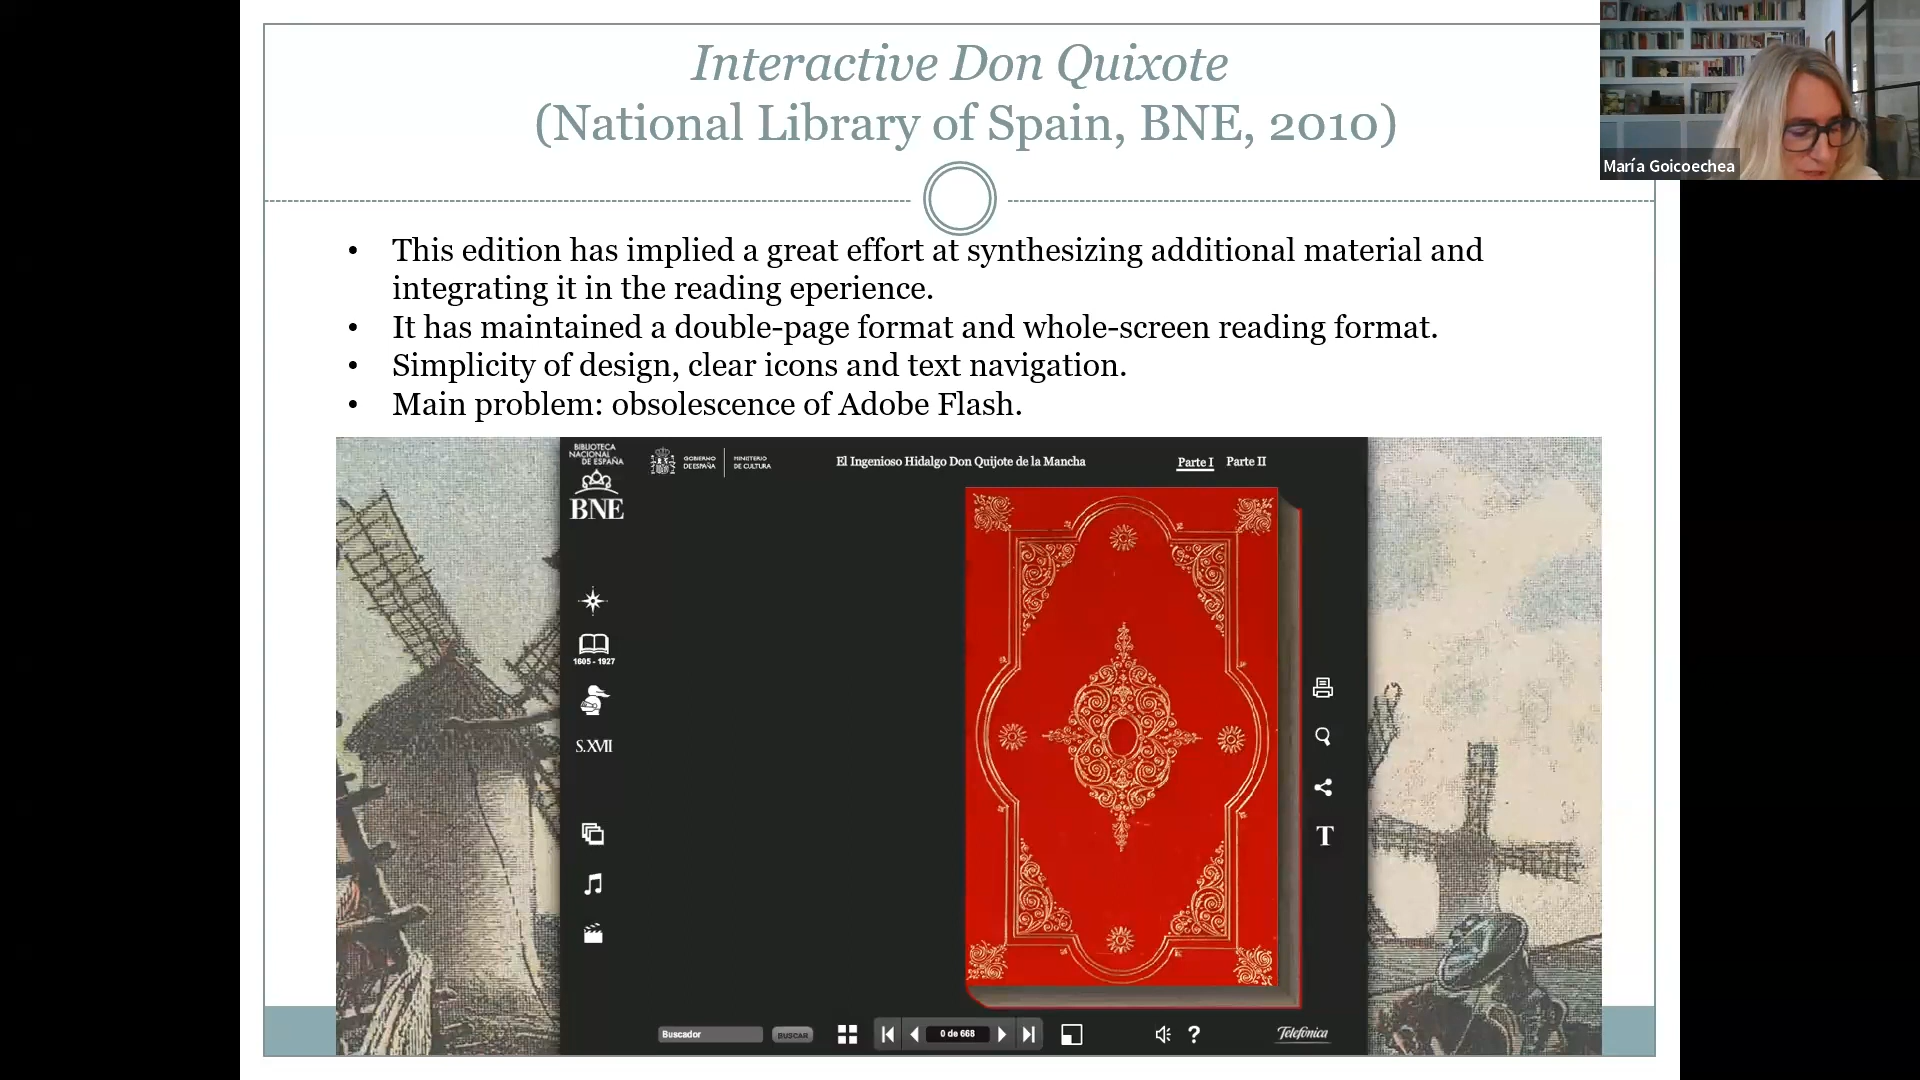 Interactive Don Quixote
(National Library of Spain, BNE, 2010)
María Goicoechea
• This edition has implied a great effort at synthesizing additional material and
integrating it in the reading eperience.
• It has maintained a double-page format and whole-screen reading format.
• Simplicity of design, clear icons and text navigation.
• Main problem: obsolescence of Adobe Flash.
BIBLIOTECA
NACIONAL
DE ESPAÑA
BNE
GOBIERNO
DE ESPAÑA
MINISTERIO
DE CULTURA
El Ingenioso Hidalgo Don Quijote de la Mancha
Parte I Parte II
1605 - 1927
S.XVII
T
Buscador
BUSCAR
0 de 668
?
Telefónica